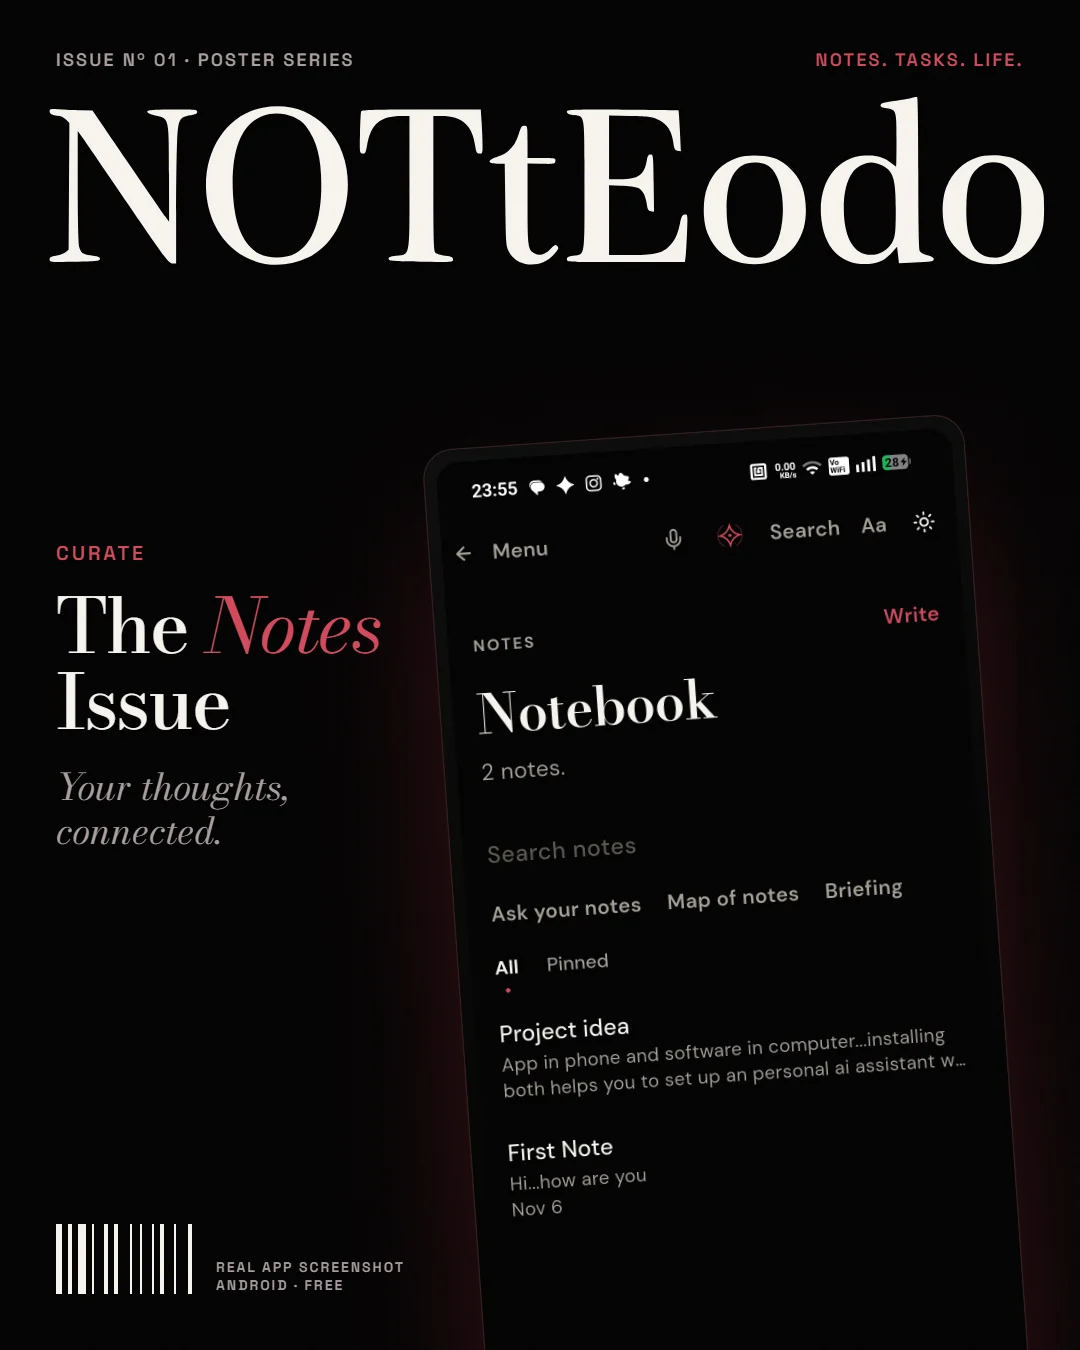 ISSUE Nº 01 · POSTER SERIES
NOTES. TASKS. LIFE.
NOTtEodo
CURATE
The Notes
Issue
Your thoughts,
connected.
23:55
0.00
KB/s
Vo
WiFi
28
Menu
Search
Aa
Write
NOTES
Notebook
2 notes.
Search notes
Ask your notes
Map of notes
Briefing
All
Pinned
Project idea
App in phone and software in computer...installing
both helps you to set up an personal ai assistant w...
First Note
Hi...how are you
Nov 6
REAL APP SCREENSHOT
ANDROID · FREE